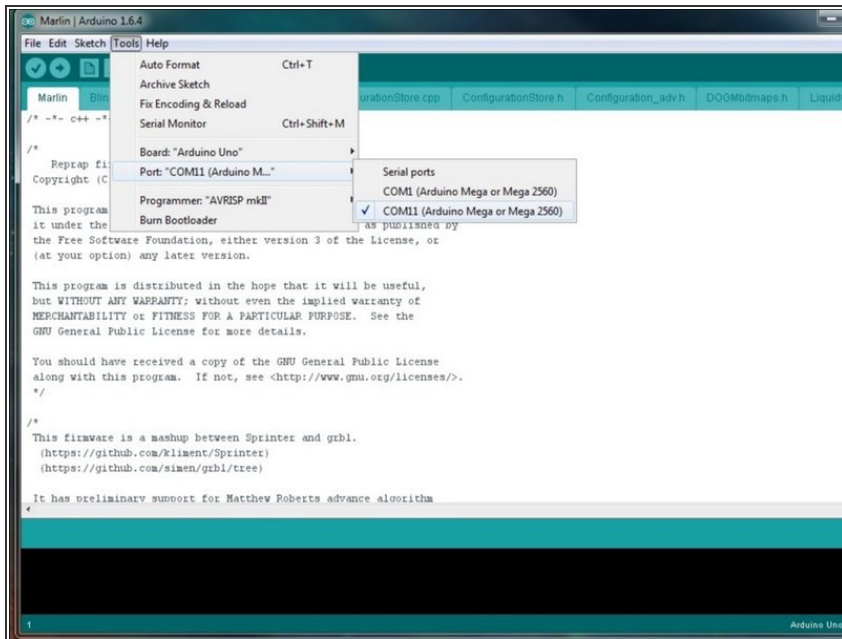 Marlin | Arduino 1.6.4
File Edit Sketch Tools Help
Auto Format Ctrl+T
Archive Sketch
Fix Encoding & Reload
Serial Monitor Ctrl+Shift+M
Board: "Arduino Uno"
Port: "COM11 (Arduino M..."
Programmer: "AVRISP mkII"
Burn Bootloader
Serial ports
COM1 (Arduino Mega or Mega 2560)
COM11 (Arduino Mega or Mega 2560)
Marlin Blin urationStore.cpp ConfigurationStore.h Configuration_adv.h DOGMbitmaps.h Liquid
/* -*- c++ -*-
/*
Reprap fi
Copyright (C
This program
it under the as published by
the Free Software Foundation, either version 3 of the License, or
(at your option) any later version.
This program is distributed in the hope that it will be useful,
but WITHOUT ANY WARRANTY; without even the implied warranty of
MERCHANTABILITY or FITNESS FOR A PARTICULAR PURPOSE.  See the
GNU General Public License for more details.
You should have received a copy of the GNU General Public License
along with this program.  If not, see <http://www.gnu.org/licenses/>.
*/
/*
This firmware is a mashup between Sprinter and grbl.
(https://github.com/kliment/Sprinter)
(https://github.com/simen/grbl/tree)
It has preliminary support for Matthew Roberts advance algorithm
1 Arduino Uno